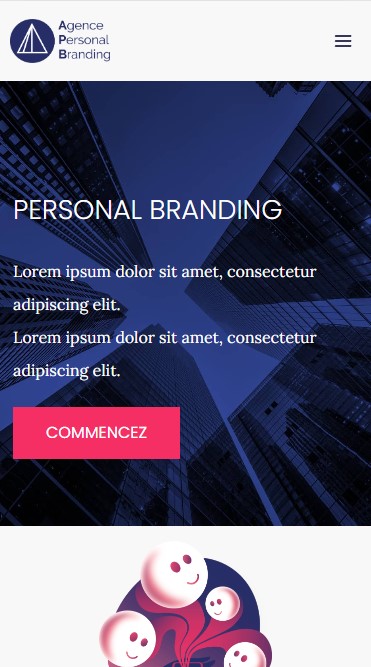 Agence
Personal
Branding
PERSONAL BRANDING
Lorem ipsum dolor sit amet, consectetur
adipiscing elit.
Lorem ipsum dolor sit amet, consectetur
adipiscing elit.
COMMENCEZ